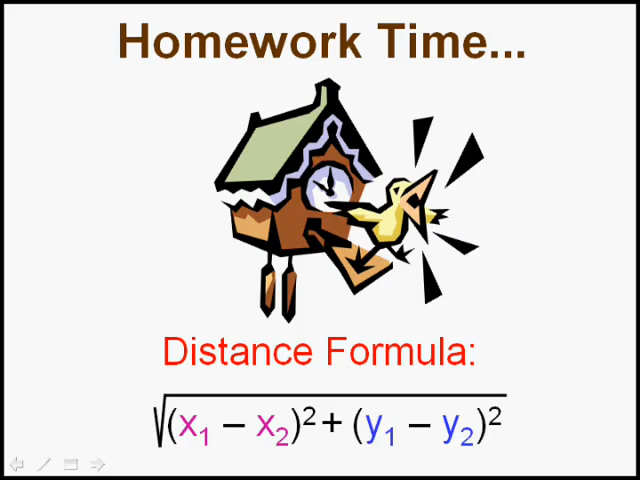 Homework Time...
Distance Formula:
√(x₁ – x₂)² + (y₁ – y₂)²